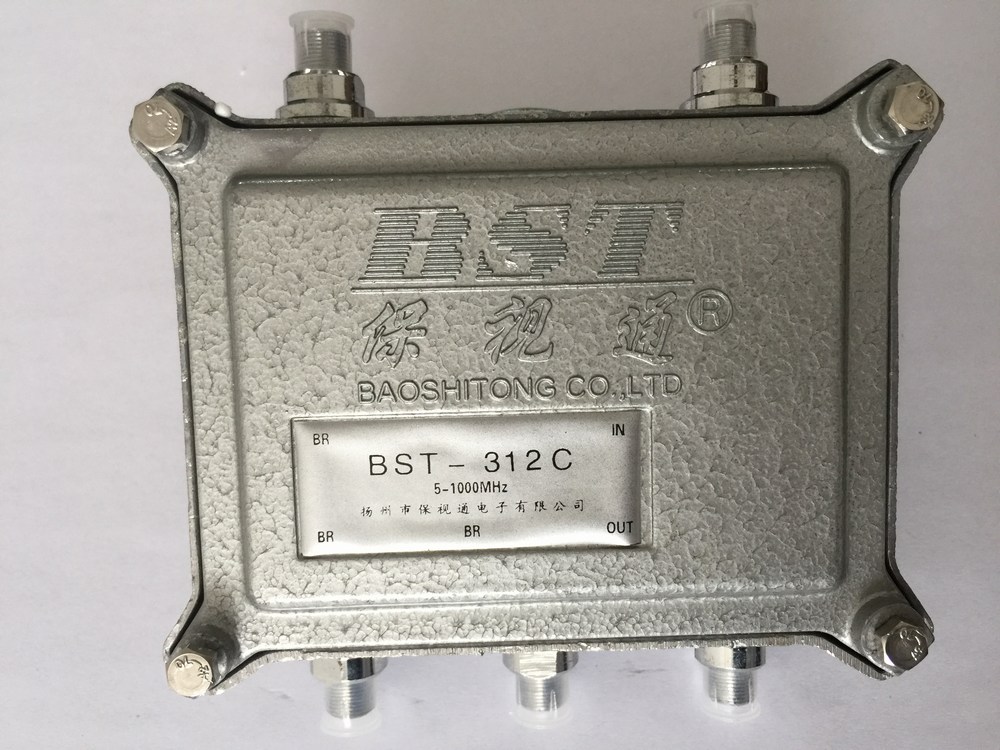 BST
保视通®
BAOSHITONG CO.,LTD
BR IN
BST-312C
5-1000MHz
扬州市保视通电子有限公司
BR BR OUT